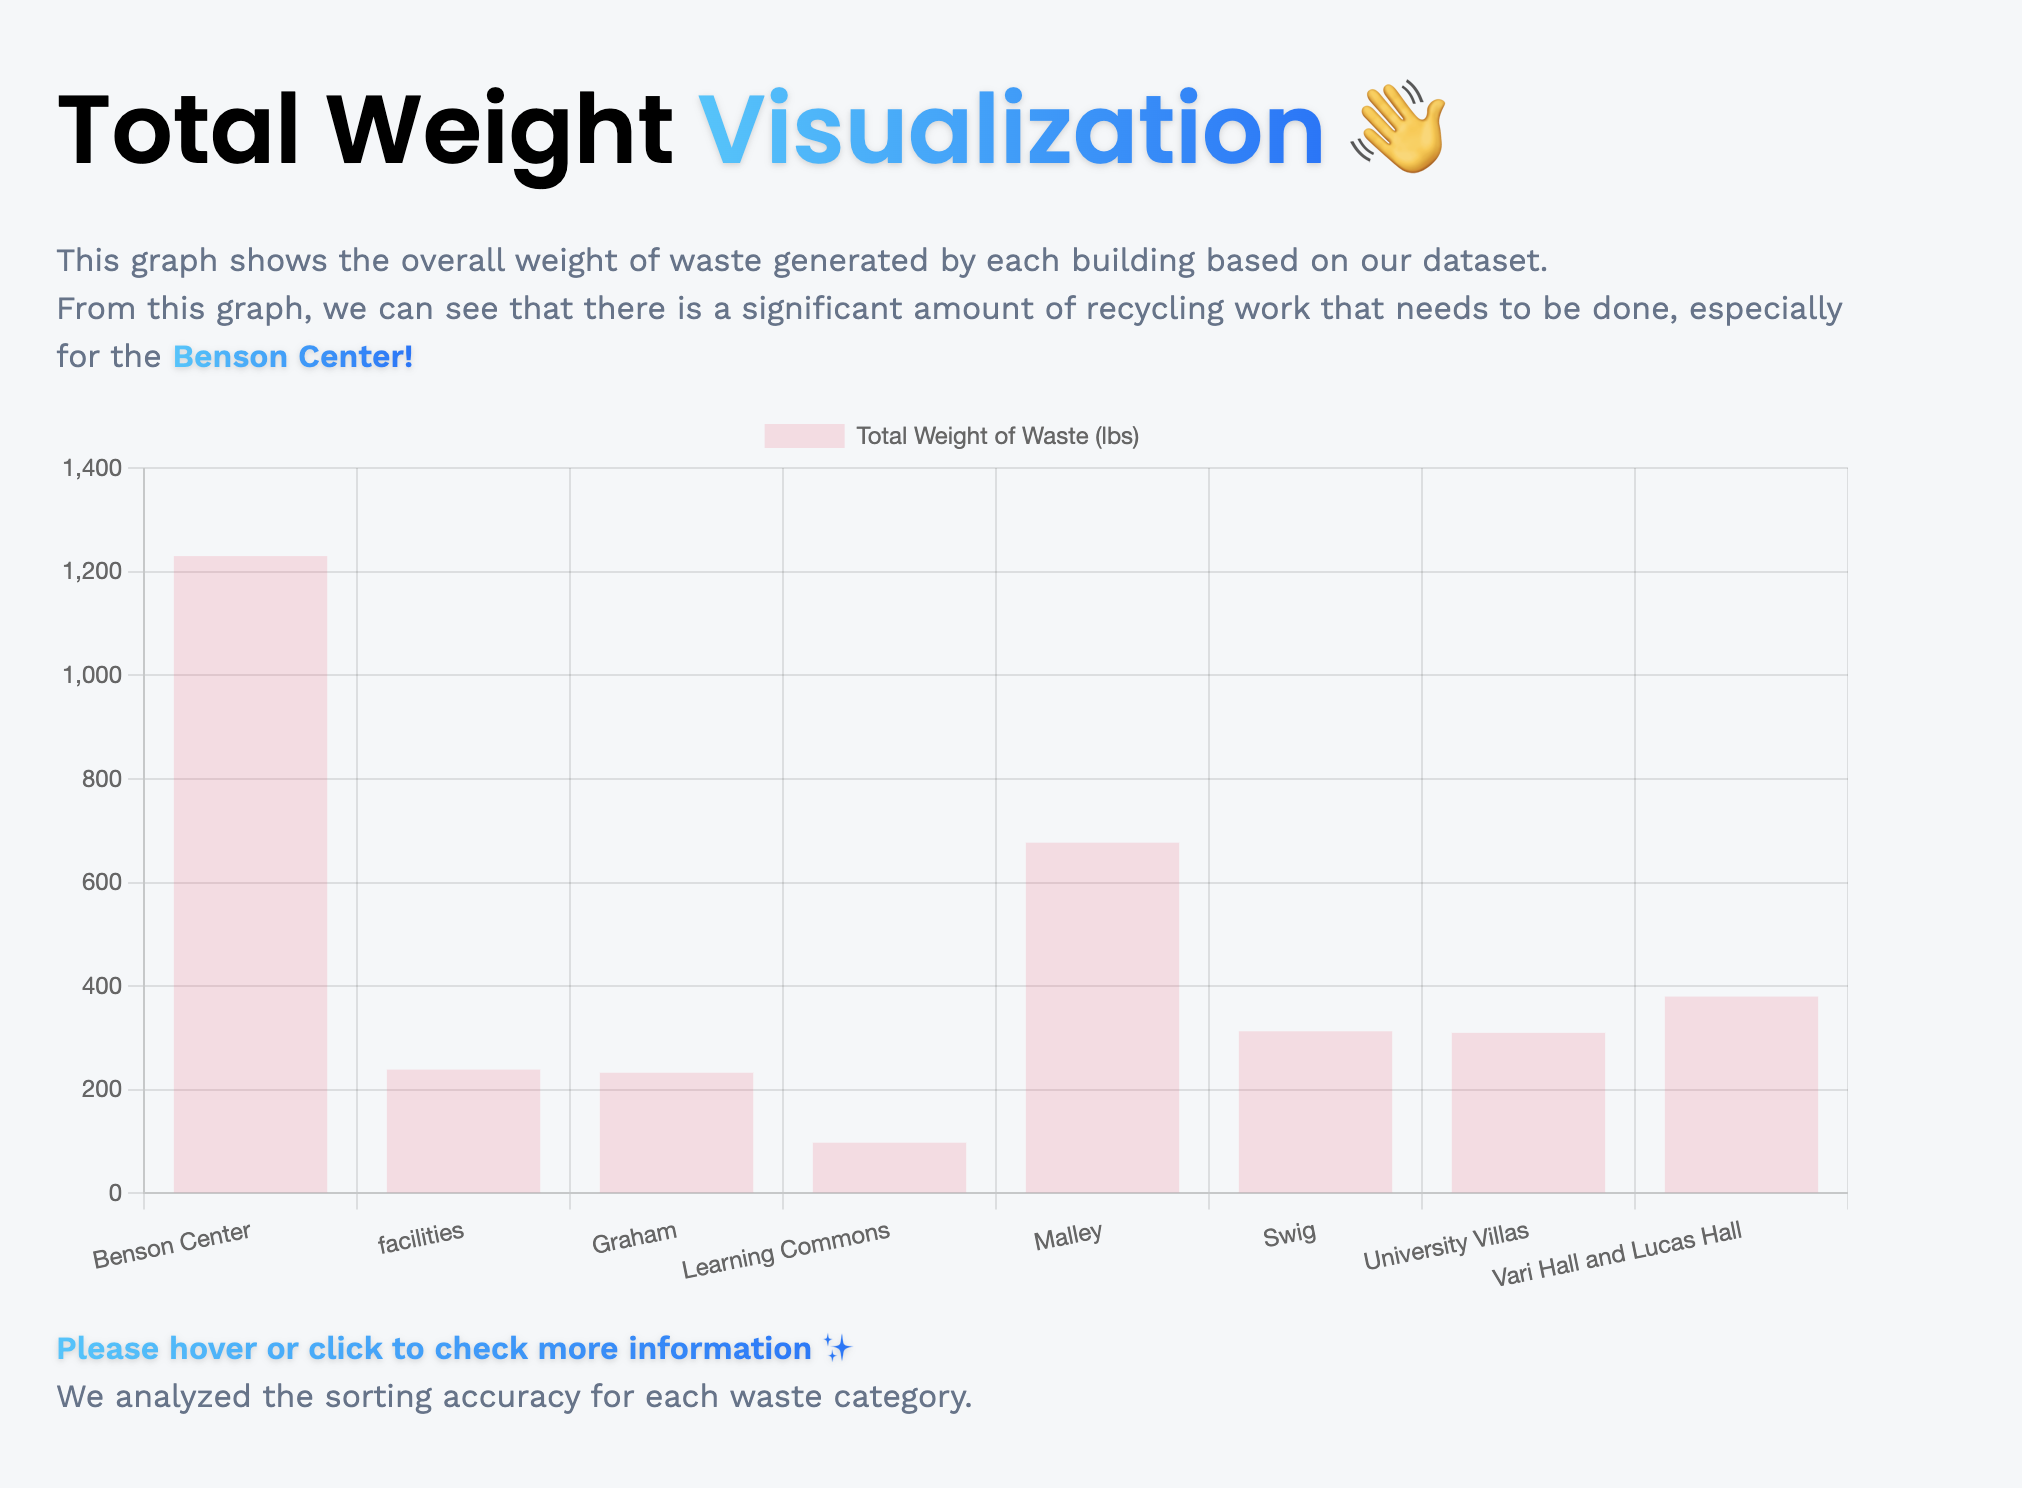 Total Weight Visualization 👋
This graph shows the overall weight of waste generated by each building based on our dataset.
From this graph, we can see that there is a significant amount of recycling work that needs to be done, especially
for the Benson Center!
Total Weight of Waste (lbs)
1,400
1,200
1,000
800
600
400
200
0
Benson Center
facilities
Graham
Learning Commons
Malley
Swig
University Villas
Vari Hall and Lucas Hall
Please hover or click to check more information ✨
We analyzed the sorting accuracy for each waste category.